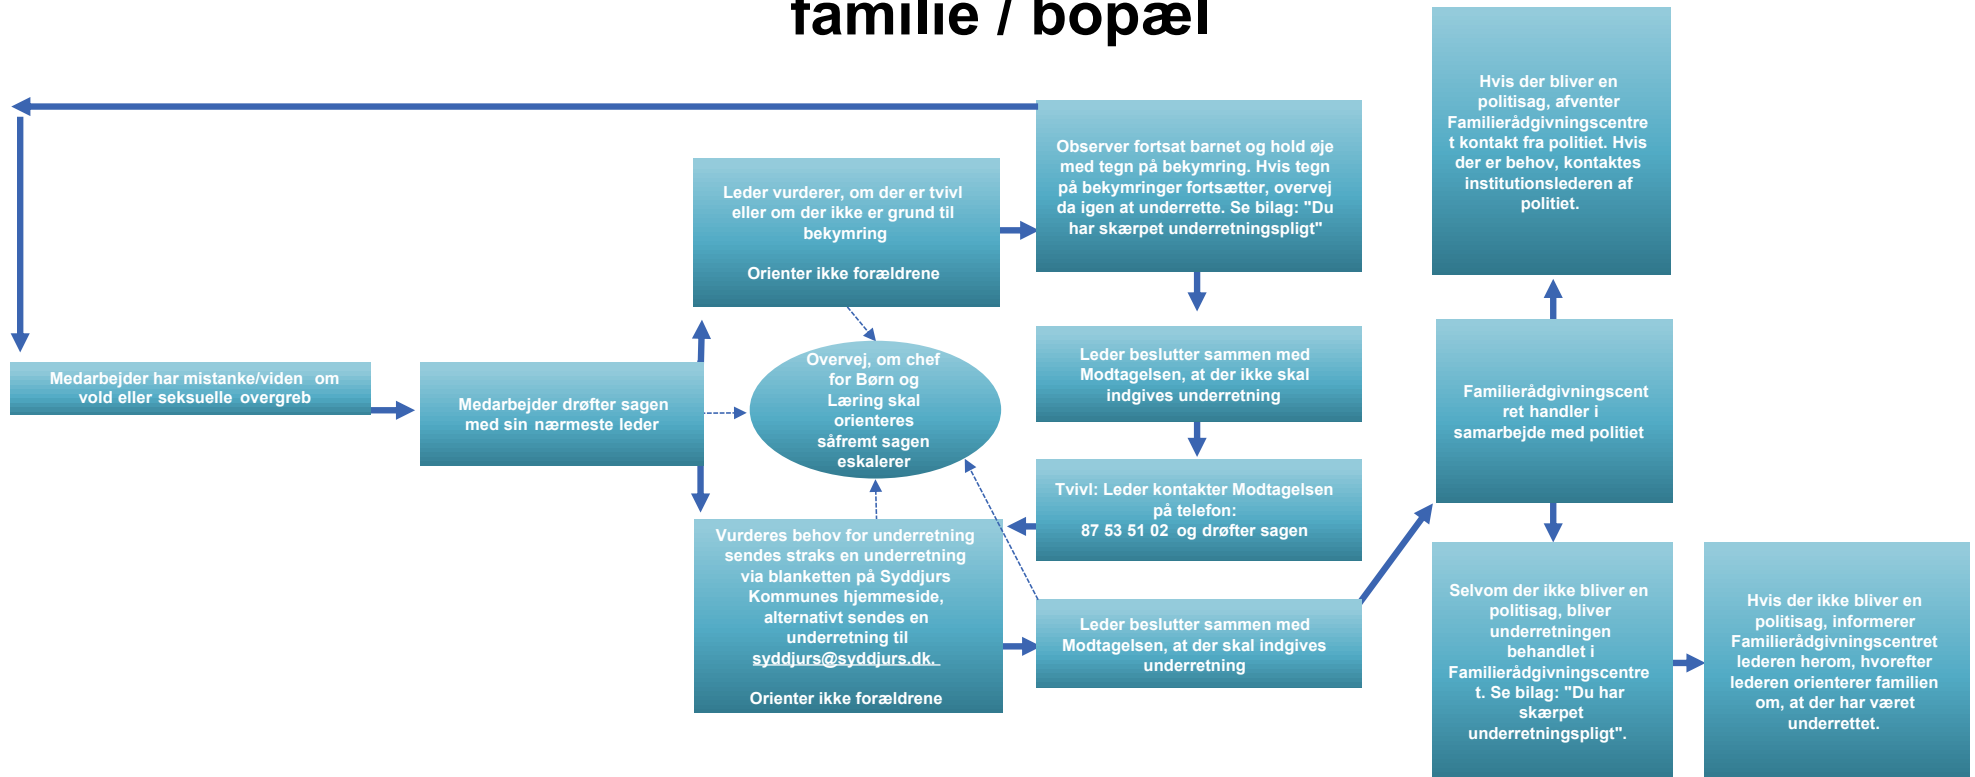 familie / bopæl
Medarbejder har mistanke/viden om
vold eller seksuelle overgreb
Medarbejder drøfter sagen
med sin nærmeste leder
Leder vurderer, om der er tvivl
eller om der ikke er grund til
bekymring
Orienter ikke forældrene
Overvej, om chef
for Børn og
Læring skal
orienteres
såfremt sagen
eskalerer
Vurderes behov for underretning
sendes straks en underretning
via blanketten på Syddjurs
Kommunes hjemmeside,
alternativt sendes en
underretning til
syddjurs@syddjurs.dk.
Orienter ikke forældrene
Observer fortsat barnet og hold øje
med tegn på bekymring. Hvis tegn
på bekymringer fortsætter, overvej
da igen at underrette. Se bilag: "Du
har skærpet underretningspligt"
Leder beslutter sammen med
Modtagelsen, at der ikke skal
indgives underretning
Tvivl: Leder kontakter Modtagelsen
på telefon:
87 53 51 02 og drøfter sagen
Leder beslutter sammen med
Modtagelsen, at der skal indgives
underretning
Hvis der bliver en
politisag, afventer
Familierådgivningscentre
t kontakt fra politiet. Hvis
der er behov, kontaktes
institutionslederen af
politiet.
Familierådgivningscent
ret handler i
samarbejde med politiet
Selvom der ikke bliver en
politisag, bliver
underretningen
behandlet i
Familierådgivningscentre
t. Se bilag: "Du har
skærpet
underretningspligt".
Hvis der ikke bliver en
politisag, informerer
Familierådgivningscentret
lederen herom, hvorefter
lederen orienterer familien
om, at der har været
underrettet.